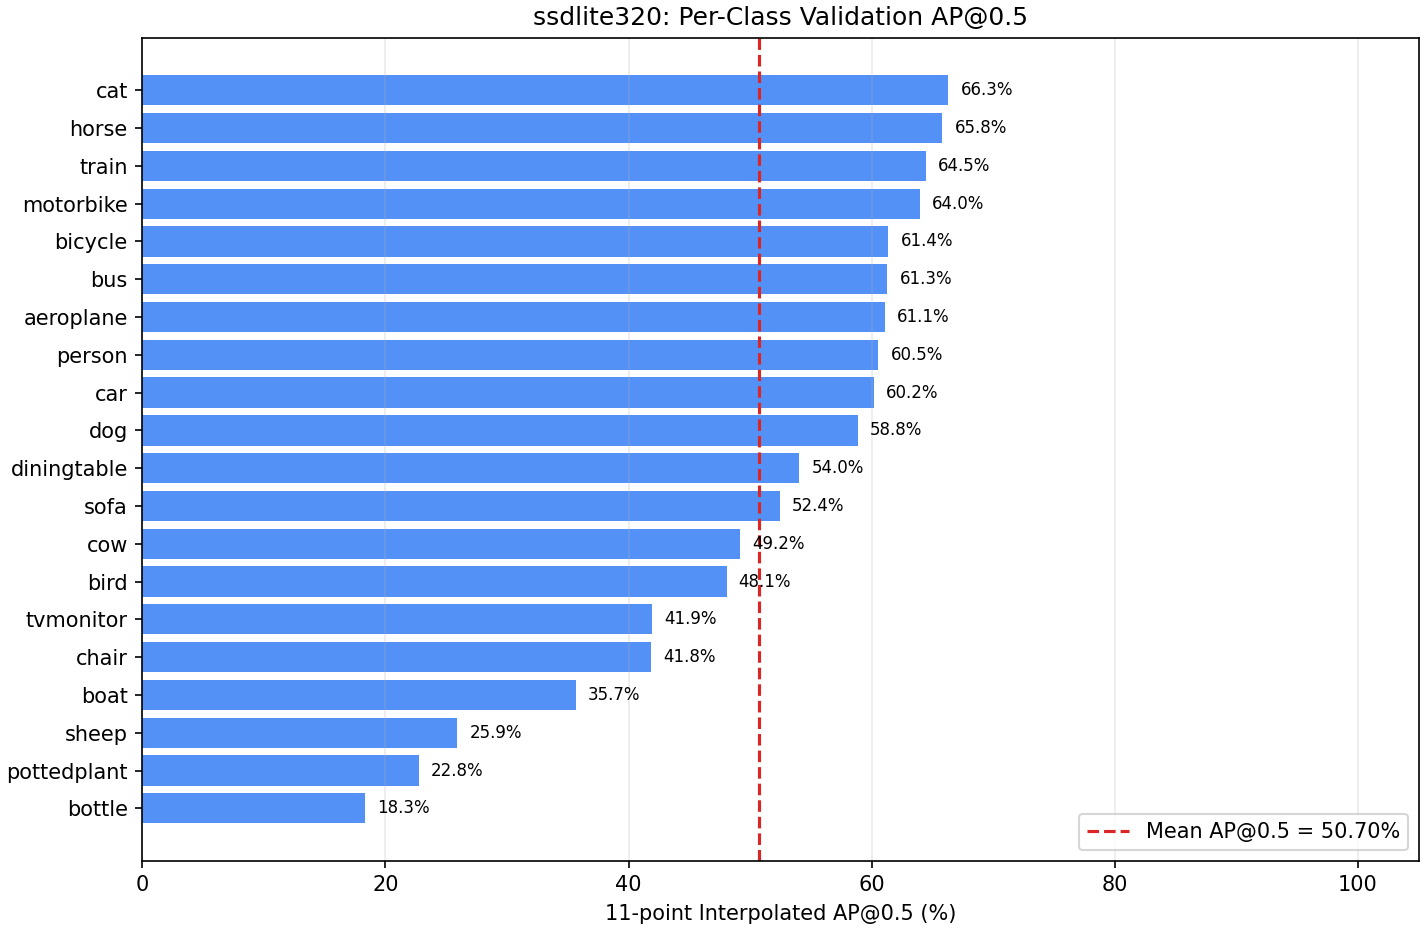 ssdlite320: Per-Class Validation AP@0.5
cat 66.3%
horse 65.8%
train 64.5%
motorbike 64.0%
bicycle 61.4%
bus 61.3%
aeroplane 61.1%
person 60.5%
car 60.2%
dog 58.8%
diningtable 54.0%
sofa 52.4%
cow 49.2%
bird 48.1%
tvmonitor 41.9%
chair 41.8%
boat 35.7%
sheep 25.9%
pottedplant 22.8%
bottle 18.3%
Mean AP@0.5 = 50.70%
0 20 40 60 80 100
11-point Interpolated AP@0.5 (%)